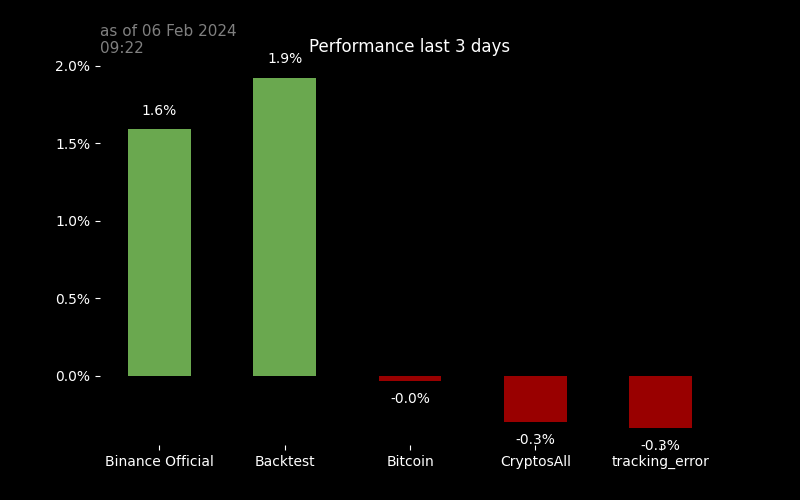 as of 06 Feb 2024
09:22
Performance last 3 days
2.0%
1.5%
1.0%
0.5%
0.0%
1.6%
1.9%
-0.0%
-0.3%
-0.3%
Binance Official
Backtest
Bitcoin
CryptosAll
tracking_error